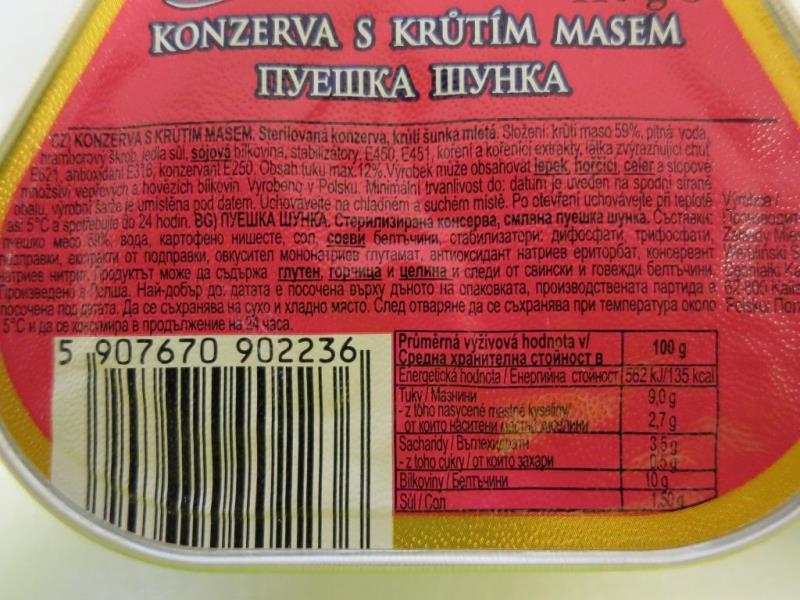 KONZERVA S KRŮTÍM MASEM
ПУЕШКА ШУНКА
CZ) KONZERVA S KRŮTÍM MASEM. Sterilovaná konzerva, krůtí šunka mletá. Složení: krůtí maso 59%, pitná voda,
bramborový škrob, jedlá sůl, sójová bílkovina, stabilizátory: E450, E451, koření a kořenící extrakty, látka zvýrazňující chuť
E621, antioxidant E316, konzervant E250. Obsah tuku max.12%.Výrobek může obsahovat lepek, hořčici, celer a stopové
množství vepřových a hovězích bílkovin. Vyrobeno v Polsku. Minimální trvanlivost do: datum je uveden na spodní straně
obalu, výrobní šarže je umístěna pod datem. Uchovávejte na chladném a suchém místě. Po otevření uchovávejte při teplotě
5°C a spotřebujte do 24 hodin. BG) ПУЕШКА ШУНКА. Стерилизирана консерва, смляна пуешка шунка. Съставки:
пуешко месо 59%, вода, картофено нишесте, сол, соеви белтъчини, стабилизатори: дифосфати, трифосфати,
подправки, екстракти от подправки, овкусител мононатриев глутамат, антиоксидант натриев ериторбат, консервант
натриев нитрит. Продуктът може да съдържа глутен, горчица и целина и следи от свински и говежди белтъчини.
Произведено в Полша. Най-добър до: датата е посочена върху дъното на опаковката, производствената партида е
посочена под датата. Да се съхранява на сухо и хладно място. След отваряне да се съхранява при температура около
5°C и да се консумира в продължение на 24 часа.
62-800
Polsko
5 907670 902236
Průměrná výživová hodnota v/
Средна хранителна стойност в
100 g
Energetická hodnota / Енергийна стойност 562 kJ/135 kcal
Tuky / Мазнини 9,0 g
- z toho nasycené mastné kyseliny/
от които наситени мастни киселини 2,7 g
Sacharidy / Въглехидрати 3,5 g
- z toho cukry / от които захари 0,5 g
Bílkoviny / Белтъчини 10 g
Sůl / Сол 1,50 g